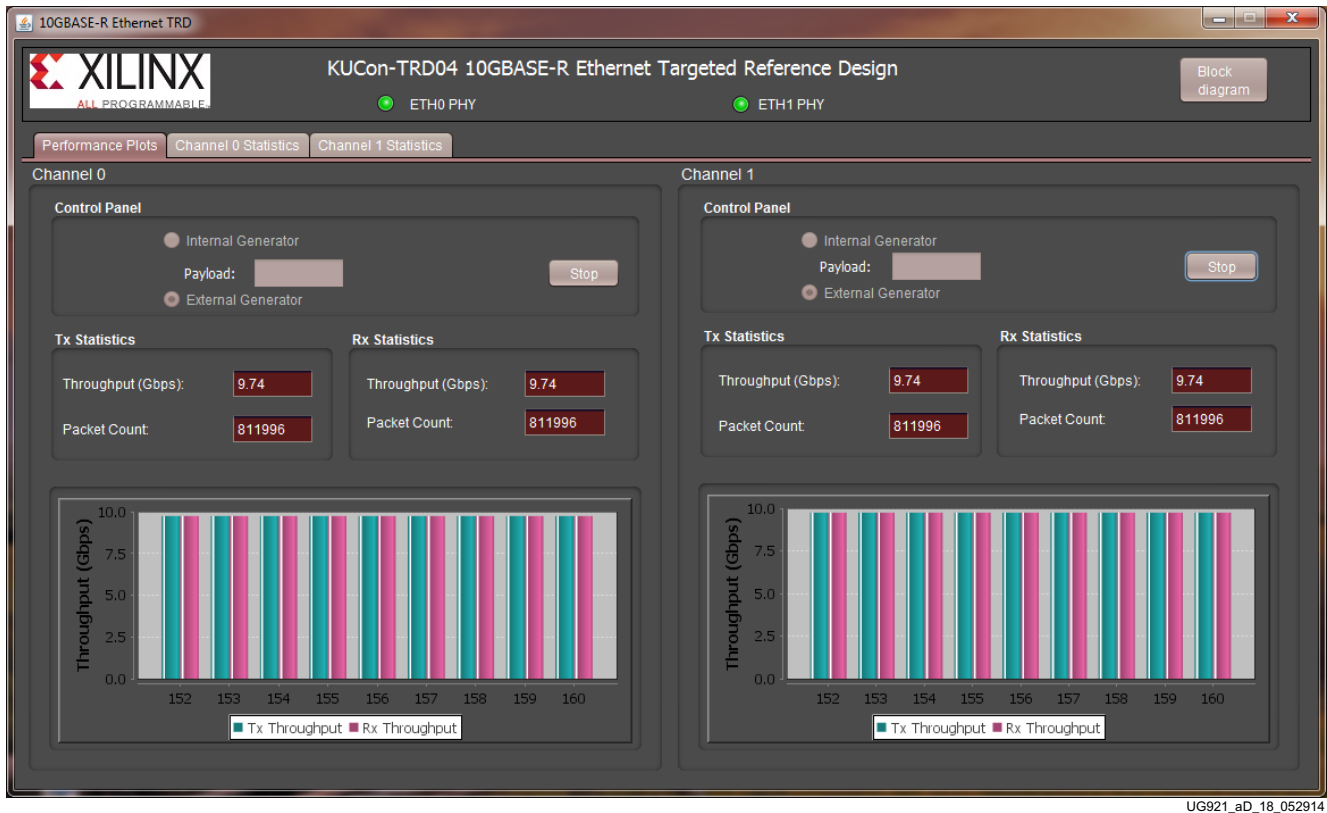 10GBASE-R Ethernet TRD
XILINX
ALL PROGRAMMABLE
KUCon-TRD04 10GBASE-R Ethernet Targeted Reference Design
ETH0 PHY
ETH1 PHY
Block
diagram
Performance Plots
Channel 0 Statistics
Channel 1 Statistics
Channel 0
Control Panel
Internal Generator
Payload:
Stop
External Generator
Tx Statistics
Throughput (Gbps): 9.74
Packet Count: 811996
Rx Statistics
Throughput (Gbps): 9.74
Packet Count: 811996
Throughput (Gbps)
10.0
7.5
5.0
2.5
0.0
152 153 154 155 156 157 158 159 160
Tx Throughput Rx Throughput
Channel 1
Control Panel
Internal Generator
Payload:
Stop
External Generator
Tx Statistics
Throughput (Gbps): 9.74
Packet Count: 811996
Rx Statistics
Throughput (Gbps): 9.74
Packet Count: 811996
Throughput (Gbps)
10.0
7.5
5.0
2.5
0.0
152 153 154 155 156 157 158 159 160
Tx Throughput Rx Throughput
UG921_aD_18_052914